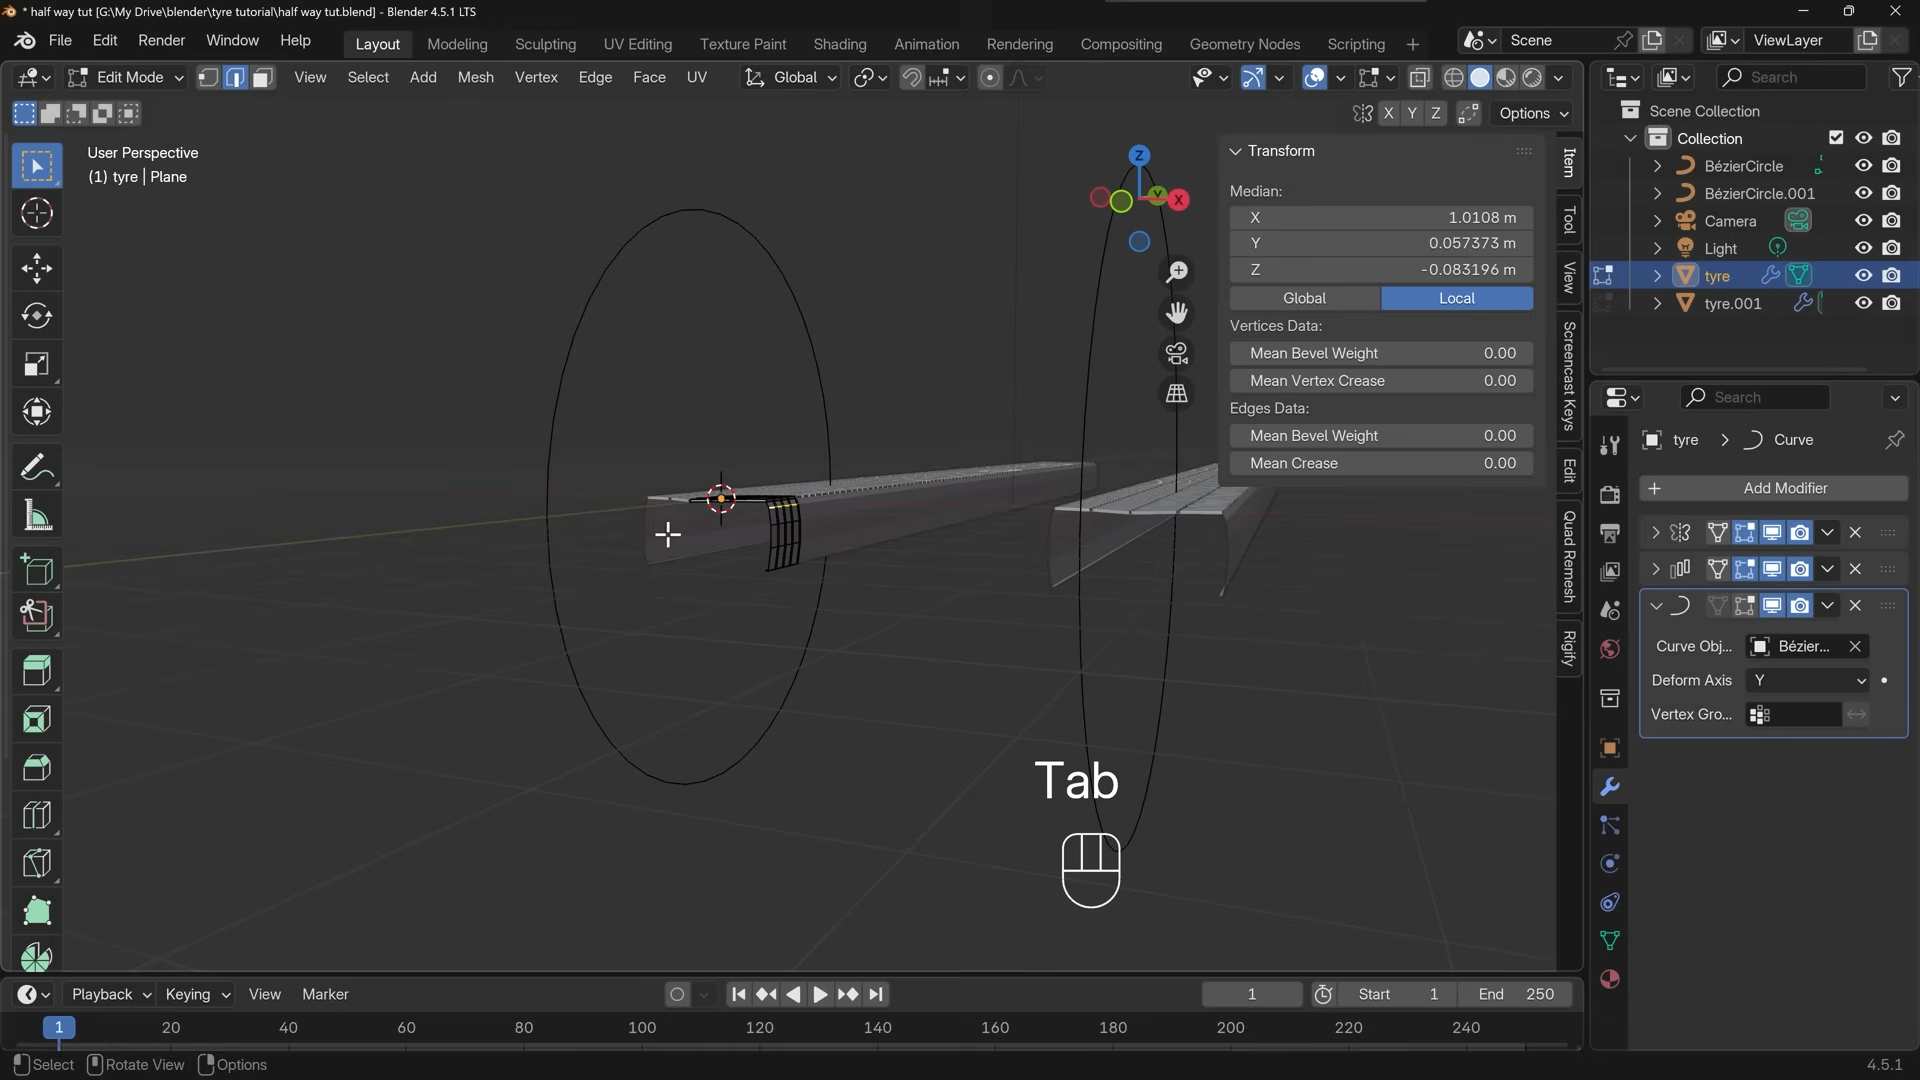 * half way tut [G:\My Drive\blender\tyre tutorial\half way tut.blend] - Blender 4.5.1 LTS
File Edit Render Window Help Layout Modeling Sculpting UV Editing Texture Paint Shading Animation Rendering Compositing Geometry Nodes Scripting + Scene ViewLayer
Edit Mode View Select Add Mesh Vertex Edge Face UV Global Search
X Y Z Options
Scene Collection
Collection
BézierCircle
BézierCircle.001
Camera
Light
tyre
tyre.001
User Perspective
(1) tyre | Plane
Z
Y
X
Transform
Median:
X 1.0108 m
Y 0.057373 m
Z -0.083196 m
Global Local
Vertices Data:
Mean Bevel Weight 0.00
Mean Vertex Crease 0.00
Edges Data:
Mean Bevel Weight 0.00
Mean Crease 0.00
Item
Tool
View
Screencast Keys
Edit
Quad Remesh
Rigify
Search
tyre > Curve
+ Add Modifier
Curve Obj... Bézier...
Deform Axis Y
Vertex Gro...
Tab
Playback Keying View Marker 1 Start 1 End 250
1 20 40 60 80 100 120 140 160 180 200 220 240
Select Rotate View Options 4.5.1